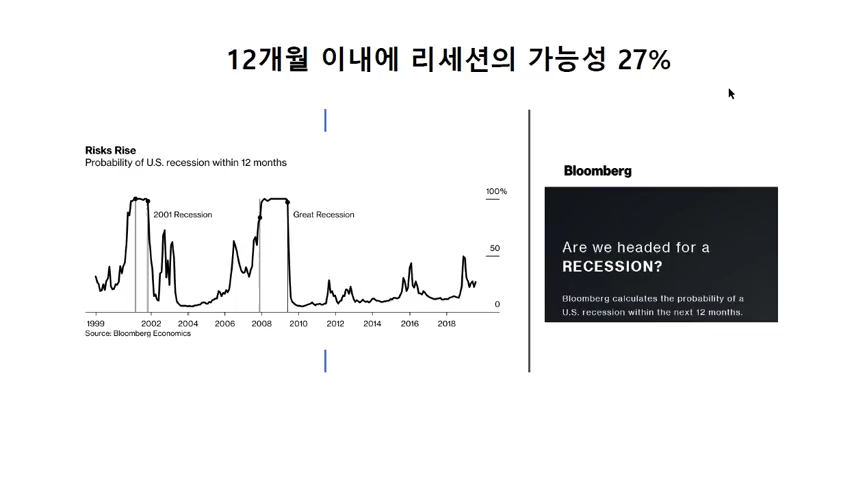 12개월 이내에 리세션의 가능성 27%
Risks Rise
Probability of U.S. recession within 12 months
100%
2001 Recession
Great Recession
50
0
1999 2002 2004 2006 2008 2010 2012 2014 2016 2018
Source: Bloomberg Economics
Bloomberg
Are we headed for a
RECESSION?
Bloomberg calculates the probability of a
U.S. recession within the next 12 months.